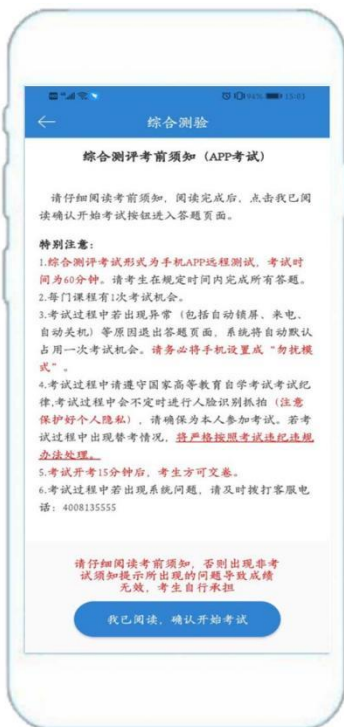 94% 15:03
综合测验
综合测评考前须知（APP考试）
请仔细阅读考前须知，阅读完成后，点击我已阅
读确认开始考试按钮进入答题页面。
特别注意：
1.综合测评考试形式为手机APP远程测试，考试时
间为60分钟。请考生在规定时间内完成所有答题。
2.每门课程有1次考试机会。
3.考试过程中若出现异常（包括自动锁屏、来电、
自动关机）等原因退出答题页面，系统将自动默认
占用一次考试机会。请务必将手机设置成“勿扰模
式”。
4.考试过程中请遵守国家高等教育自学考试考试纪
律,考试过程中会不定时进行人脸识别抓拍（注意
保护好个人隐私），请确保为本人参加考试。若考
试过程中出现替考情况，将严格按照考试违纪违规
办法处理。
5.考试开考15分钟后，考生方可交卷。
6.考试过程中若出现系统问题，请及时拨打客服电
话：4008135555
请仔细阅读考前须知，否则出现非考
试须知提示所出现的问题导致成绩
无效，考生自行承担
我已阅读，确认开始考试